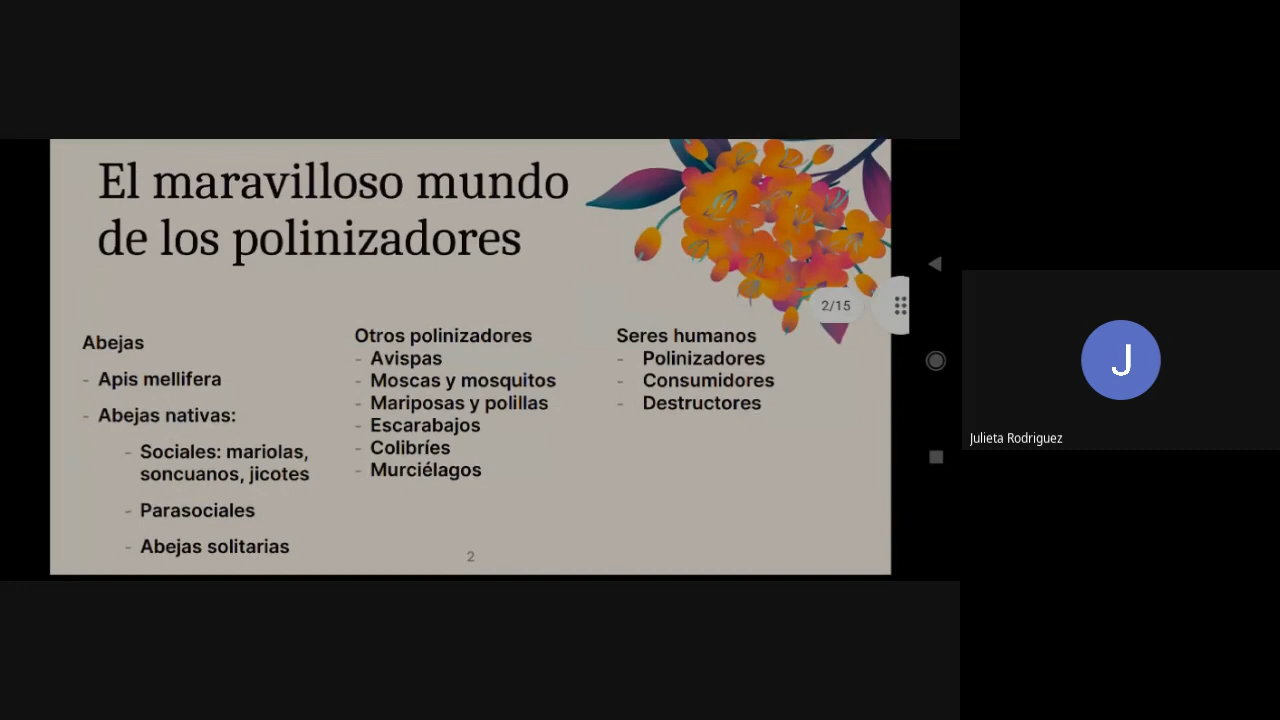 El maravilloso mundo
de los polinizadores
2/15
Abejas
- Apis mellifera
- Abejas nativas:
- Sociales: mariolas,
soncuanos, jicotes
- Parasociales
- Abejas solitarias
Otros polinizadores
- Avispas
- Moscas y mosquitos
- Mariposas y polillas
- Escarabajos
- Colibríes
- Murciélagos
Seres humanos
- Polinizadores
- Consumidores
- Destructores
2
J
Julieta Rodriguez